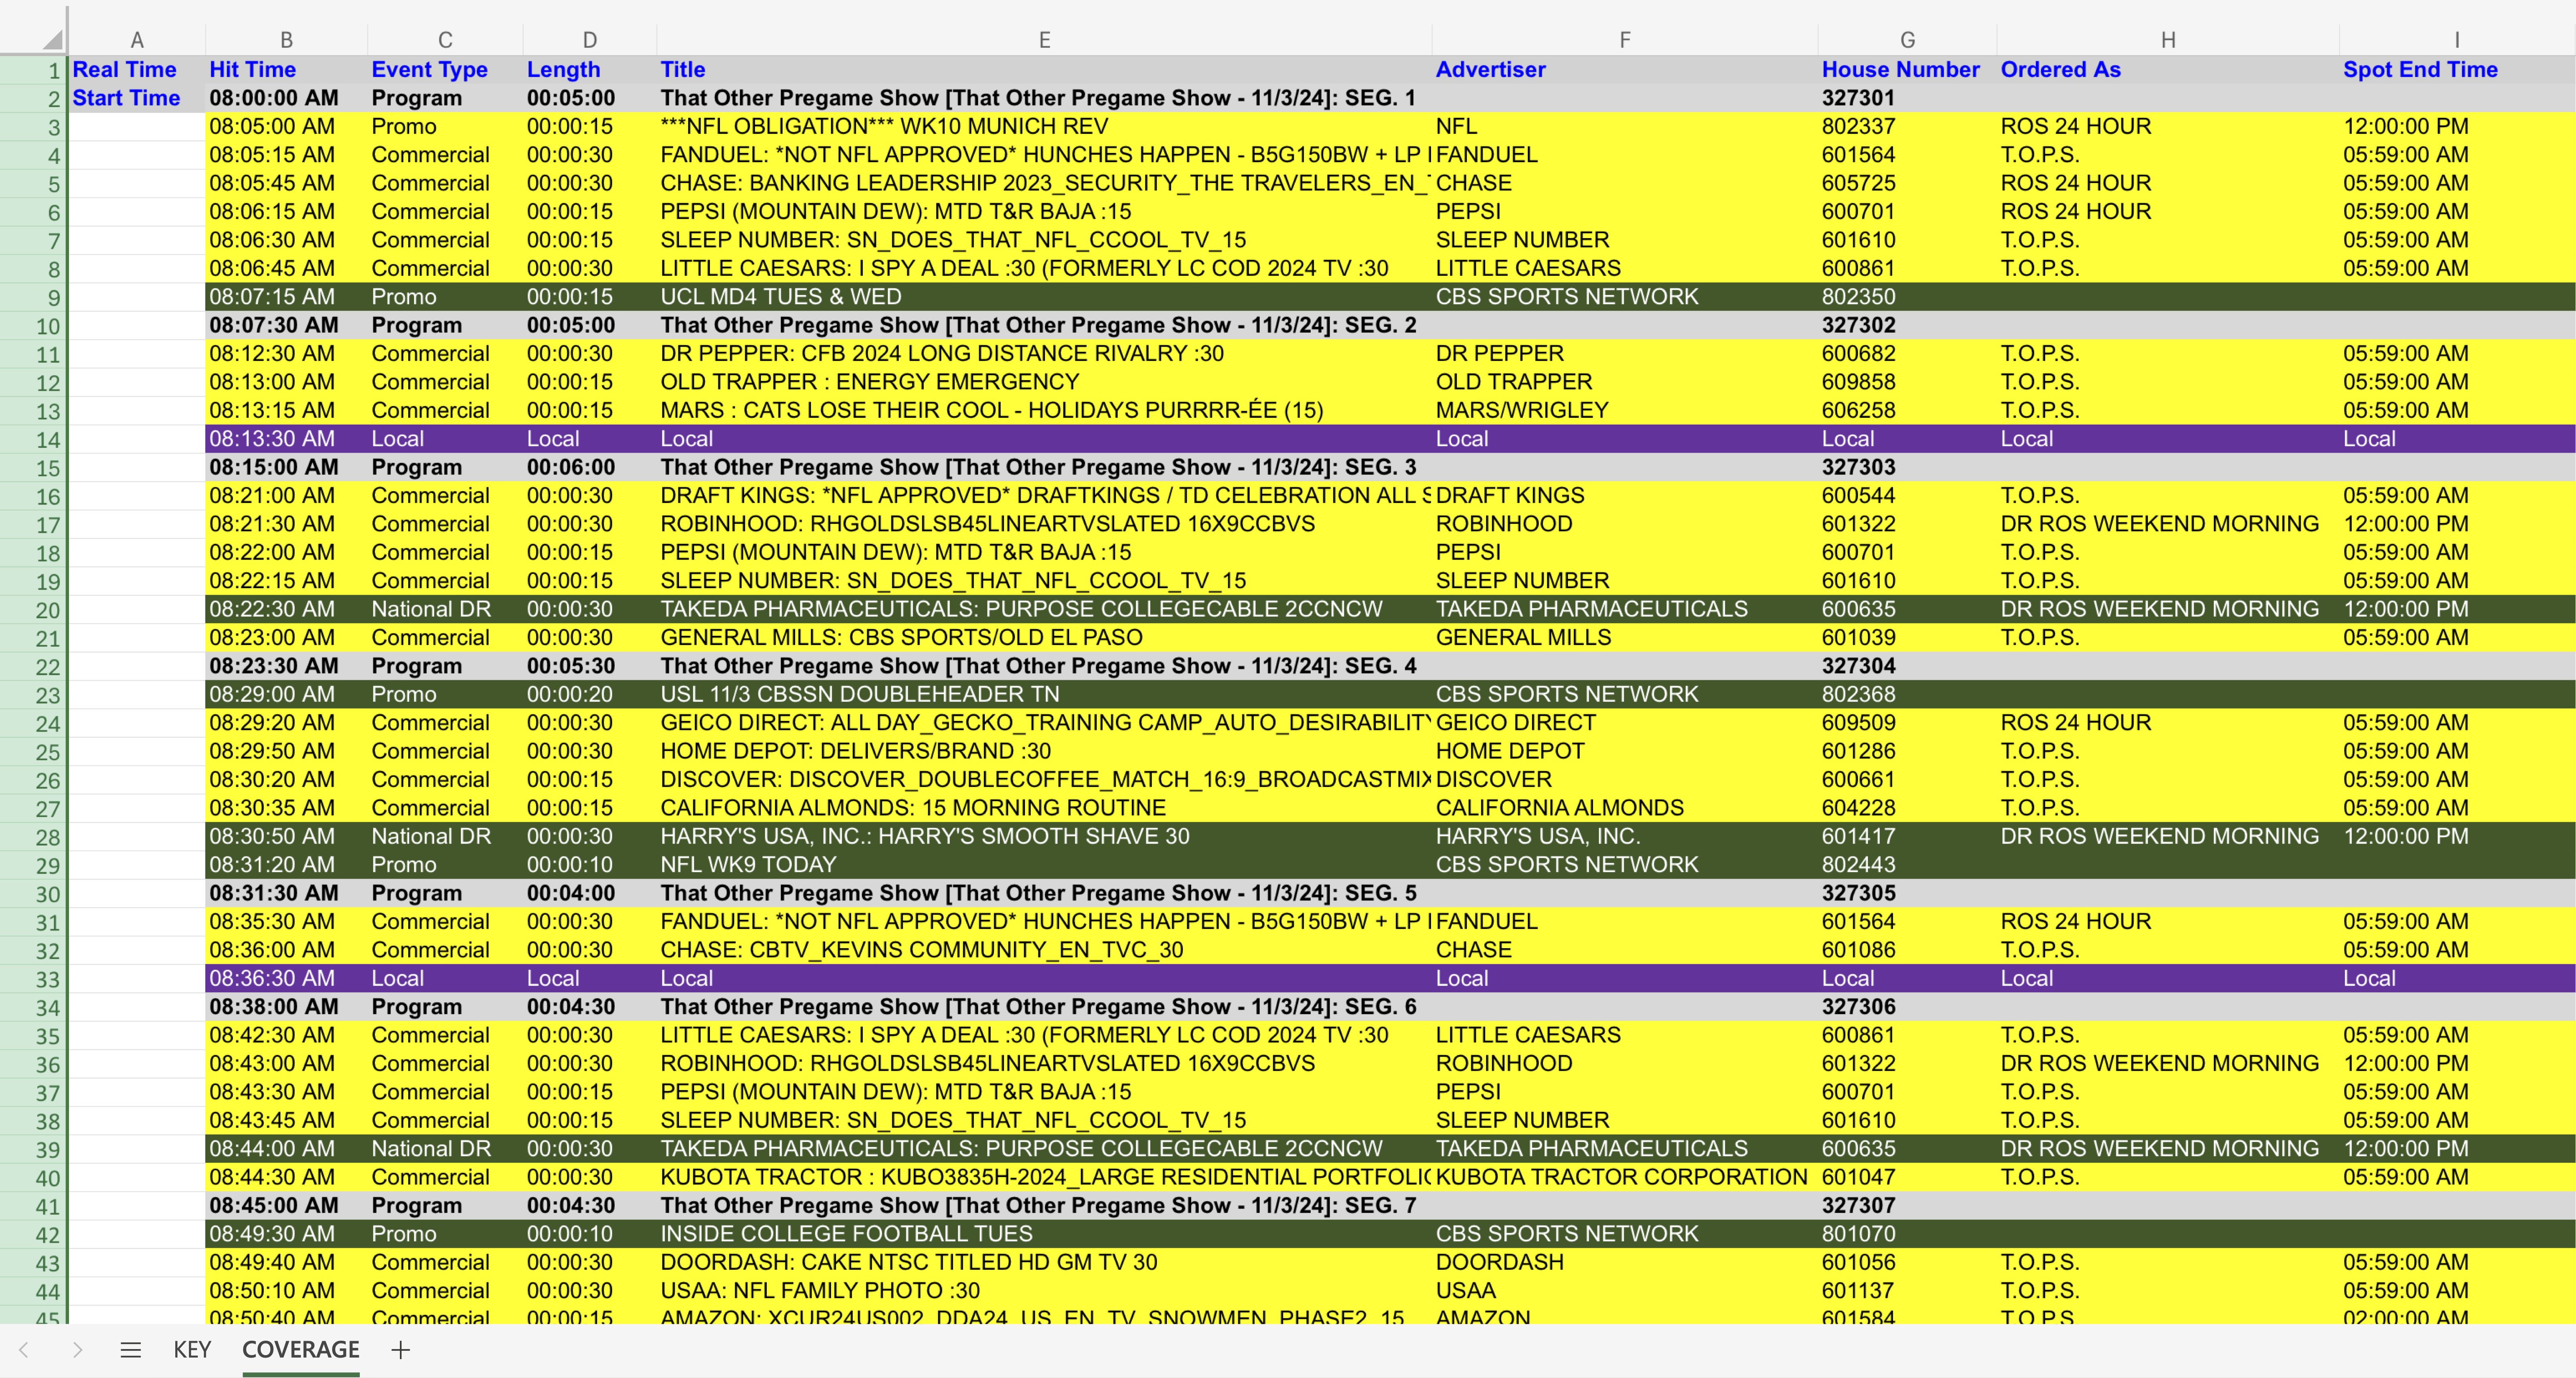 A B C D E F G H I
1 Real Time Hit Time Event Type Length Title Advertiser House Number Ordered As Spot End Time
2 Start Time 08:00:00 AM Program 00:05:00 That Other Pregame Show [That Other Pregame Show - 11/3/24]: SEG. 1 327301
3 08:05:00 AM Promo 00:00:15 ***NFL OBLIGATION*** WK10 MUNICH REV NFL 802337 ROS 24 HOUR 12:00:00 PM
4 08:05:15 AM Commercial 00:00:30 FANDUEL: *NOT NFL APPROVED* HUNCHES HAPPEN - B5G150BW + LP FANDUEL 601564 T.O.P.S. 05:59:00 AM
5 08:05:45 AM Commercial 00:00:30 CHASE: BANKING LEADERSHIP 2023_SECURITY_THE TRAVELERS_EN_ CHASE 605725 ROS 24 HOUR 05:59:00 AM
6 08:06:15 AM Commercial 00:00:15 PEPSI (MOUNTAIN DEW): MTD T&R BAJA :15 PEPSI 600701 ROS 24 HOUR 05:59:00 AM
7 08:06:30 AM Commercial 00:00:15 SLEEP NUMBER: SN_DOES_THAT_NFL_CCOOL_TV_15 SLEEP NUMBER 601610 T.O.P.S. 05:59:00 AM
8 08:06:45 AM Commercial 00:00:30 LITTLE CAESARS: I SPY A DEAL :30 (FORMERLY LC COD 2024 TV :30 LITTLE CAESARS 600861 T.O.P.S. 05:59:00 AM
9 08:07:15 AM Promo 00:00:15 UCL MD4 TUES & WED CBS SPORTS NETWORK 802350
10 08:07:30 AM Program 00:05:00 That Other Pregame Show [That Other Pregame Show - 11/3/24]: SEG. 2 327302
11 08:12:30 AM Commercial 00:00:30 DR PEPPER: CFB 2024 LONG DISTANCE RIVALRY :30 DR PEPPER 600682 T.O.P.S. 05:59:00 AM
12 08:13:00 AM Commercial 00:00:15 OLD TRAPPER : ENERGY EMERGENCY OLD TRAPPER 609858 T.O.P.S. 05:59:00 AM
13 08:13:15 AM Commercial 00:00:15 MARS : CATS LOSE THEIR COOL - HOLIDAYS PURRRR-ÉE (15) MARS/WRIGLEY 606258 T.O.P.S. 05:59:00 AM
14 08:13:30 AM Local Local Local Local Local Local Local
15 08:15:00 AM Program 00:06:00 That Other Pregame Show [That Other Pregame Show - 11/3/24]: SEG. 3 327303
16 08:21:00 AM Commercial 00:00:30 DRAFT KINGS: *NFL APPROVED* DRAFTKINGS / TD CELEBRATION ALL S DRAFT KINGS 600544 T.O.P.S. 05:59:00 AM
17 08:21:30 AM Commercial 00:00:30 ROBINHOOD: RHGOLDSLSB45LINEARTVSLATED 16X9CCBVS ROBINHOOD 601322 DR ROS WEEKEND MORNING 12:00:00 PM
18 08:22:00 AM Commercial 00:00:15 PEPSI (MOUNTAIN DEW): MTD T&R BAJA :15 PEPSI 600701 T.O.P.S. 05:59:00 AM
19 08:22:15 AM Commercial 00:00:15 SLEEP NUMBER: SN_DOES_THAT_NFL_CCOOL_TV_15 SLEEP NUMBER 601610 T.O.P.S. 05:59:00 AM
20 08:22:30 AM National DR 00:00:30 TAKEDA PHARMACEUTICALS: PURPOSE COLLEGECABLE 2CCNCW TAKEDA PHARMACEUTICALS 600635 DR ROS WEEKEND MORNING 12:00:00 PM
21 08:23:00 AM Commercial 00:00:30 GENERAL MILLS: CBS SPORTS/OLD EL PASO GENERAL MILLS 601039 T.O.P.S. 05:59:00 AM
22 08:23:30 AM Program 00:05:30 That Other Pregame Show [That Other Pregame Show - 11/3/24]: SEG. 4 327304
23 08:29:00 AM Promo 00:00:20 USL 11/3 CBSSN DOUBLEHEADER TN CBS SPORTS NETWORK 802368
24 08:29:20 AM Commercial 00:00:30 GEICO DIRECT: ALL DAY_GECKO_TRAINING CAMP_AUTO_DESIRABILITY GEICO DIRECT 609509 ROS 24 HOUR 05:59:00 AM
25 08:29:50 AM Commercial 00:00:30 HOME DEPOT: DELIVERS/BRAND :30 HOME DEPOT 601286 T.O.P.S. 05:59:00 AM
26 08:30:20 AM Commercial 00:00:15 DISCOVER: DISCOVER_DOUBLECOFFEE_MATCH_16:9_BROADCASTMIX DISCOVER 600661 T.O.P.S. 05:59:00 AM
27 08:30:35 AM Commercial 00:00:15 CALIFORNIA ALMONDS: 15 MORNING ROUTINE CALIFORNIA ALMONDS 604228 T.O.P.S. 05:59:00 AM
28 08:30:50 AM National DR 00:00:30 HARRY'S USA, INC.: HARRY'S SMOOTH SHAVE 30 HARRY'S USA, INC. 601417 DR ROS WEEKEND MORNING 12:00:00 PM
29 08:31:20 AM Promo 00:00:10 NFL WK9 TODAY CBS SPORTS NETWORK 802443
30 08:31:30 AM Program 00:04:00 That Other Pregame Show [That Other Pregame Show - 11/3/24]: SEG. 5 327305
31 08:35:30 AM Commercial 00:00:30 FANDUEL: *NOT NFL APPROVED* HUNCHES HAPPEN - B5G150BW + LP FANDUEL 601564 ROS 24 HOUR 05:59:00 AM
32 08:36:00 AM Commercial 00:00:30 CHASE: CBTV_KEVINS COMMUNITY_EN_TVC_30 CHASE 601086 T.O.P.S. 05:59:00 AM
33 08:36:30 AM Local Local Local Local Local Local Local
34 08:38:00 AM Program 00:04:30 That Other Pregame Show [That Other Pregame Show - 11/3/24]: SEG. 6 327306
35 08:42:30 AM Commercial 00:00:30 LITTLE CAESARS: I SPY A DEAL :30 (FORMERLY LC COD 2024 TV :30 LITTLE CAESARS 600861 T.O.P.S. 05:59:00 AM
36 08:43:00 AM Commercial 00:00:30 ROBINHOOD: RHGOLDSLSB45LINEARTVSLATED 16X9CCBVS ROBINHOOD 601322 DR ROS WEEKEND MORNING 12:00:00 PM
37 08:43:30 AM Commercial 00:00:15 PEPSI (MOUNTAIN DEW): MTD T&R BAJA :15 PEPSI 600701 T.O.P.S. 05:59:00 AM
38 08:43:45 AM Commercial 00:00:15 SLEEP NUMBER: SN_DOES_THAT_NFL_CCOOL_TV_15 SLEEP NUMBER 601610 T.O.P.S. 05:59:00 AM
39 08:44:00 AM National DR 00:00:30 TAKEDA PHARMACEUTICALS: PURPOSE COLLEGECABLE 2CCNCW TAKEDA PHARMACEUTICALS 600635 DR ROS WEEKEND MORNING 12:00:00 PM
40 08:44:30 AM Commercial 00:00:30 KUBOTA TRACTOR : KUBO3835H-2024_LARGE RESIDENTIAL PORTFOLIO KUBOTA TRACTOR CORPORATION 601047 T.O.P.S. 05:59:00 AM
41 08:45:00 AM Program 00:04:30 That Other Pregame Show [That Other Pregame Show - 11/3/24]: SEG. 7 327307
42 08:49:30 AM Promo 00:00:10 INSIDE COLLEGE FOOTBALL TUES CBS SPORTS NETWORK 801070
43 08:49:40 AM Commercial 00:00:30 DOORDASH: CAKE NTSC TITLED HD GM TV 30 DOORDASH 601056 T.O.P.S. 05:59:00 AM
44 08:50:10 AM Commercial 00:00:30 USAA: NFL FAMILY PHOTO :30 USAA 601137 T.O.P.S. 05:59:00 AM
45 08:50:40 AM Commercial 00:00:15 AMAZON: XCUR24US002_DDA24_US_EN_TV_SNOWMEN_PHASE2_15 AMAZON 601584 T.O.P.S. 02:00:00 AM
KEY COVERAGE